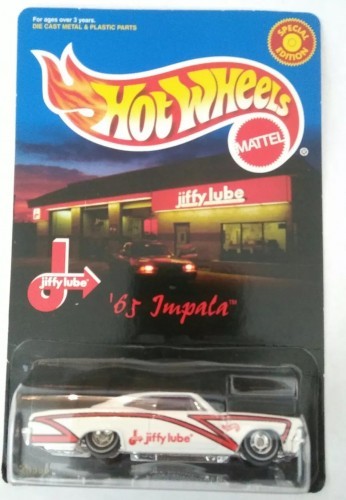 For ages over 3 years.
DIE CAST METAL & PLASTIC PARTS
SPECIAL EDITION
HOT WHEELS
MATTEL
®
jiffy lube
jiffy lube®
'65 Impala™
jiffy lube®